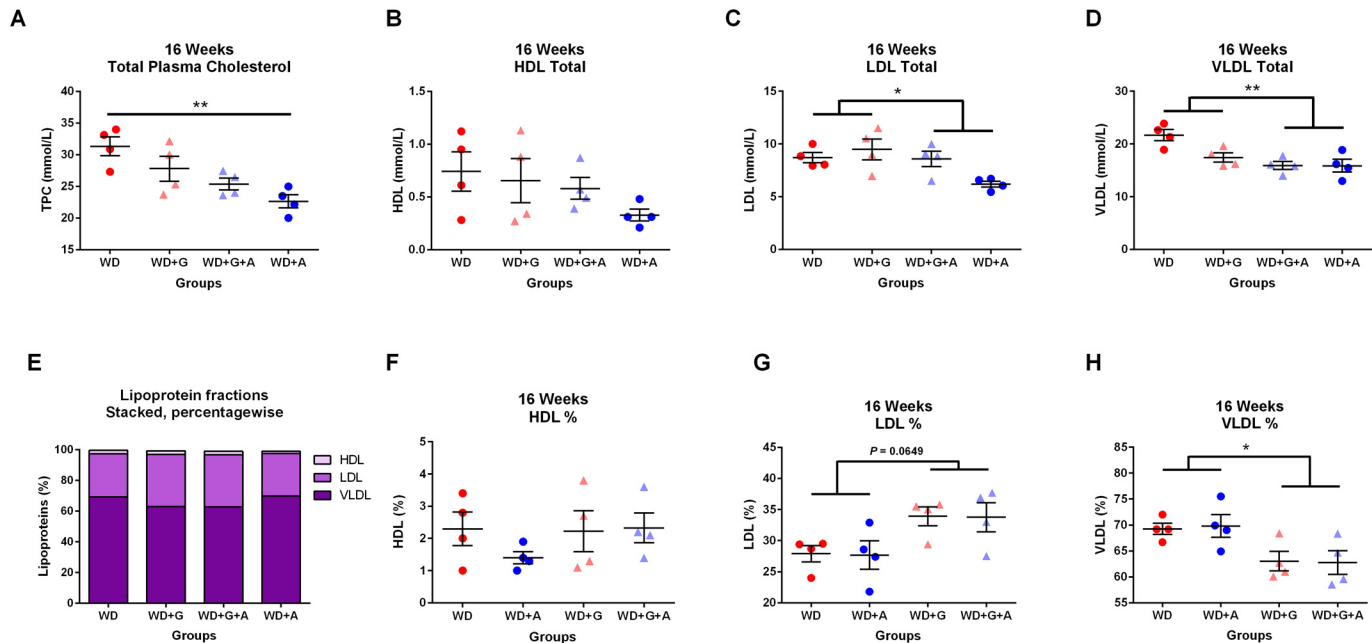 A
16 Weeks
Total Plasma Cholesterol
**
TPC (mmol/L)
35
30
25
20
15
WD
WD+G
WD+G+A
WD+A
Groups
B
16 Weeks
HDL Total
HDL (mmol/L)
1.5
1.0
0.5
0.0
WD
WD+G
WD+G+A
WD+A
Groups
C
16 Weeks
LDL Total
*
LDL (mmol/L)
15
10
5
0
WD
WD+G
WD+G+A
WD+A
Groups
D
16 Weeks
VLDL Total
**
VLDL (mmol/L)
30
20
10
0
WD
WD+G
WD+G+A
WD+A
Groups
E
Lipoprotein fractions
Stacked, percentagewise
Lipoproteins (%)
100
80
60
40
20
0
HDL
LDL
VLDL
WD
WD+G
WD+G+A
WD+A
Groups
F
16 Weeks
HDL %
HDL (%)
5
4
3
2
1
0
WD
WD+A
WD+G
WD+G+A
Groups
G
16 Weeks
LDL %
P = 0.0649
LDL (%)
45
40
35
30
25
20
WD
WD+A
WD+G
WD+G+A
Groups
H
16 Weeks
VLDL %
*
VLDL (%)
85
80
75
70
65
60
55
WD
WD+A
WD+G
WD+G+A
Groups